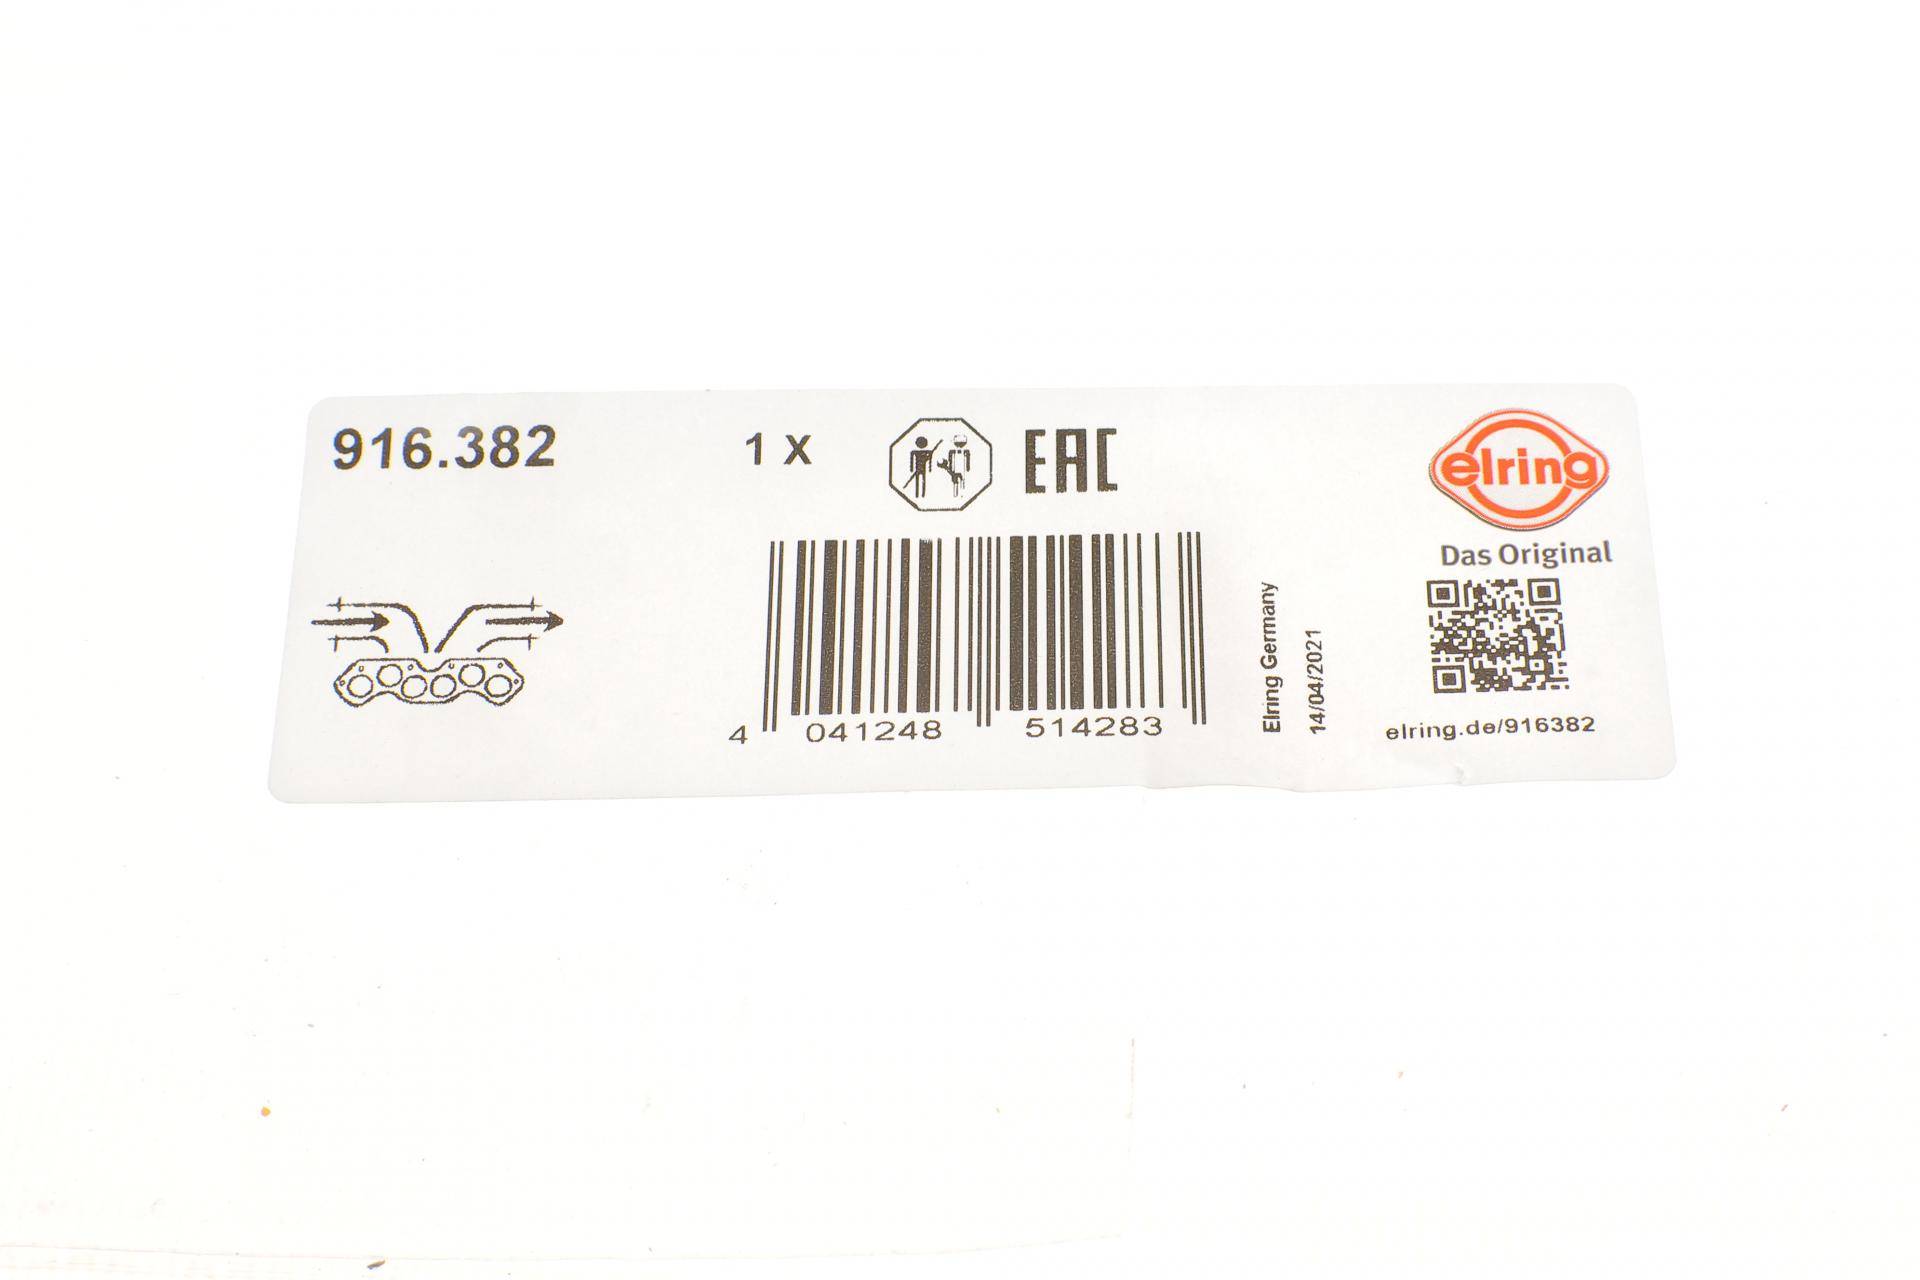 916.382
1 X
EAC
elring
Das Original
4 041248 514283
Elring Germany
14/04/2021
elring.de/916382